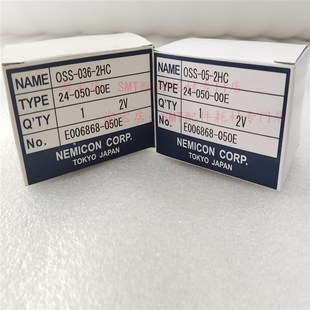 NAME OSS-036-2HC
TYPE 24-050-00E
Q'TY 1 2V
No. E006868-050E
NEMICON CORP.
TOKYO JAPAN
NAME OSS-05-2HC
TYPE 24-050-00E
Q'TY 1 2V
No. E006868-050E
NEMICON CORP.
TOKYO JAPAN